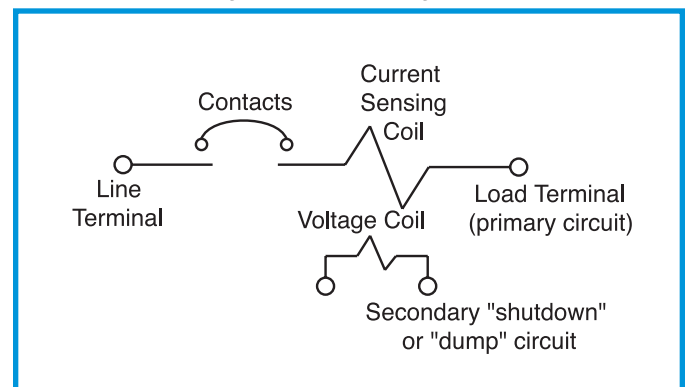 Current
Sensing
Coil
Contacts
Line
Terminal
Load Terminal
(primary circuit)
Voltage Coil
Secondary "shutdown"
or "dump" circuit